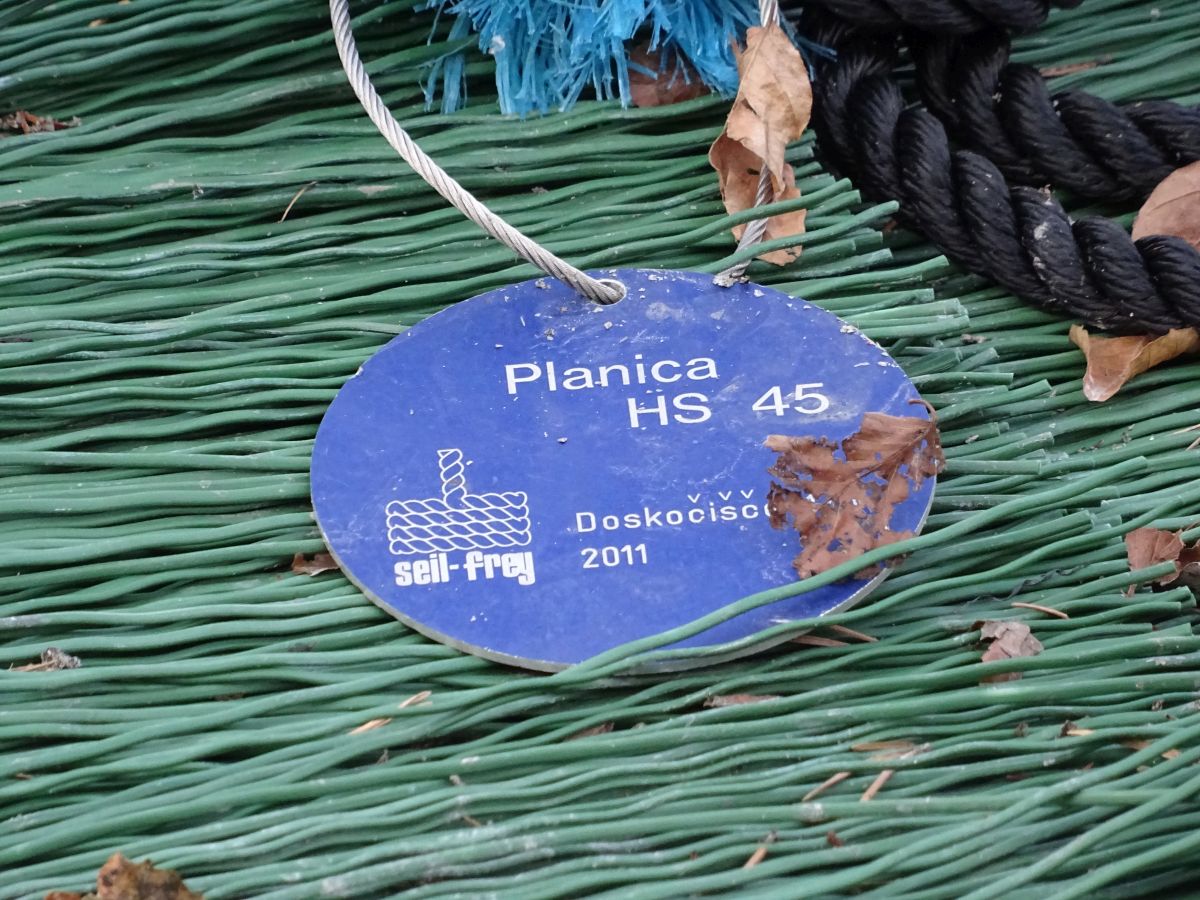 Planica
HS 45
seil-frey
2011